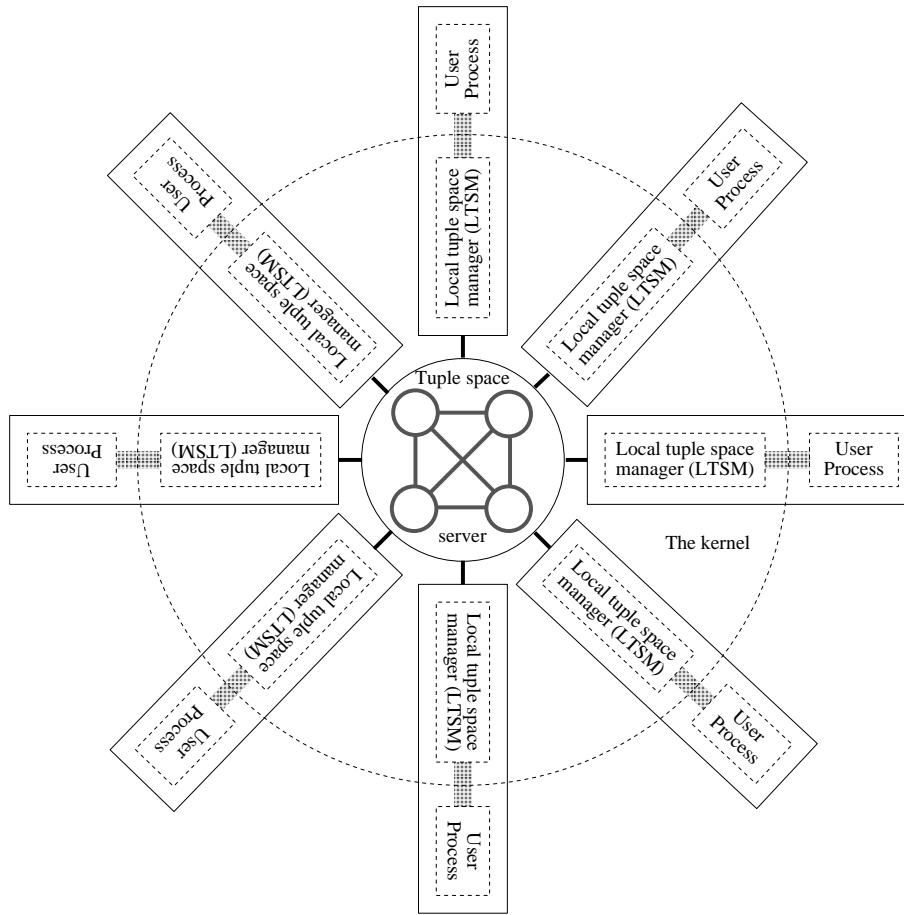 User
Process
Local tuple space
manager (LTSM)
User
Process
Local tuple space
manager (LTSM)
User
Process
Local tuple space
manager (LTSM)
Tuple space
server
User
Process
Local tuple space
manager (LTSM)
Local tuple space
manager (LTSM)
User
Process
The kernel
Local tuple space
manager (LTSM)
User
Process
Local tuple space
manager (LTSM)
User
Process
Local tuple space
manager (LTSM)
User
Process